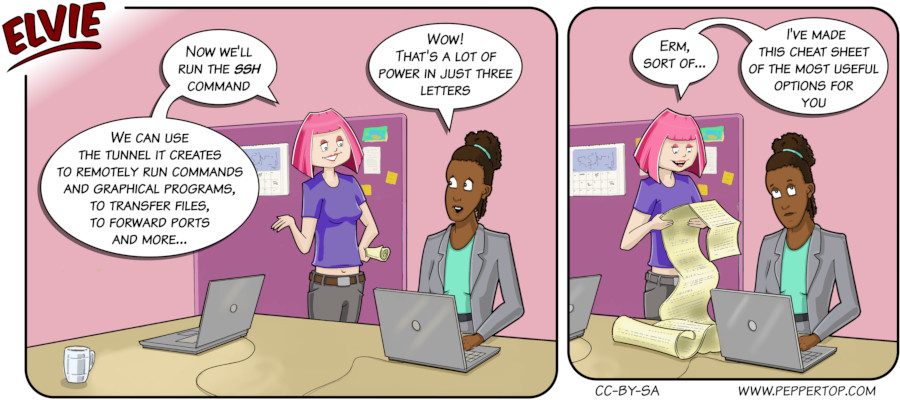 ELVIE
Now we'll
run the SSH
command
We can use
the tunnel it creates
to remotely run commands
and graphical programs,
to transfer files,
to forward ports
and more...
Wow!
That's a lot of
power in just three
letters
Erm,
sort of...
I've made
this cheat sheet
of the most useful
options for
you
CC-BY-SA
WWW.PEPPERTOP.COM